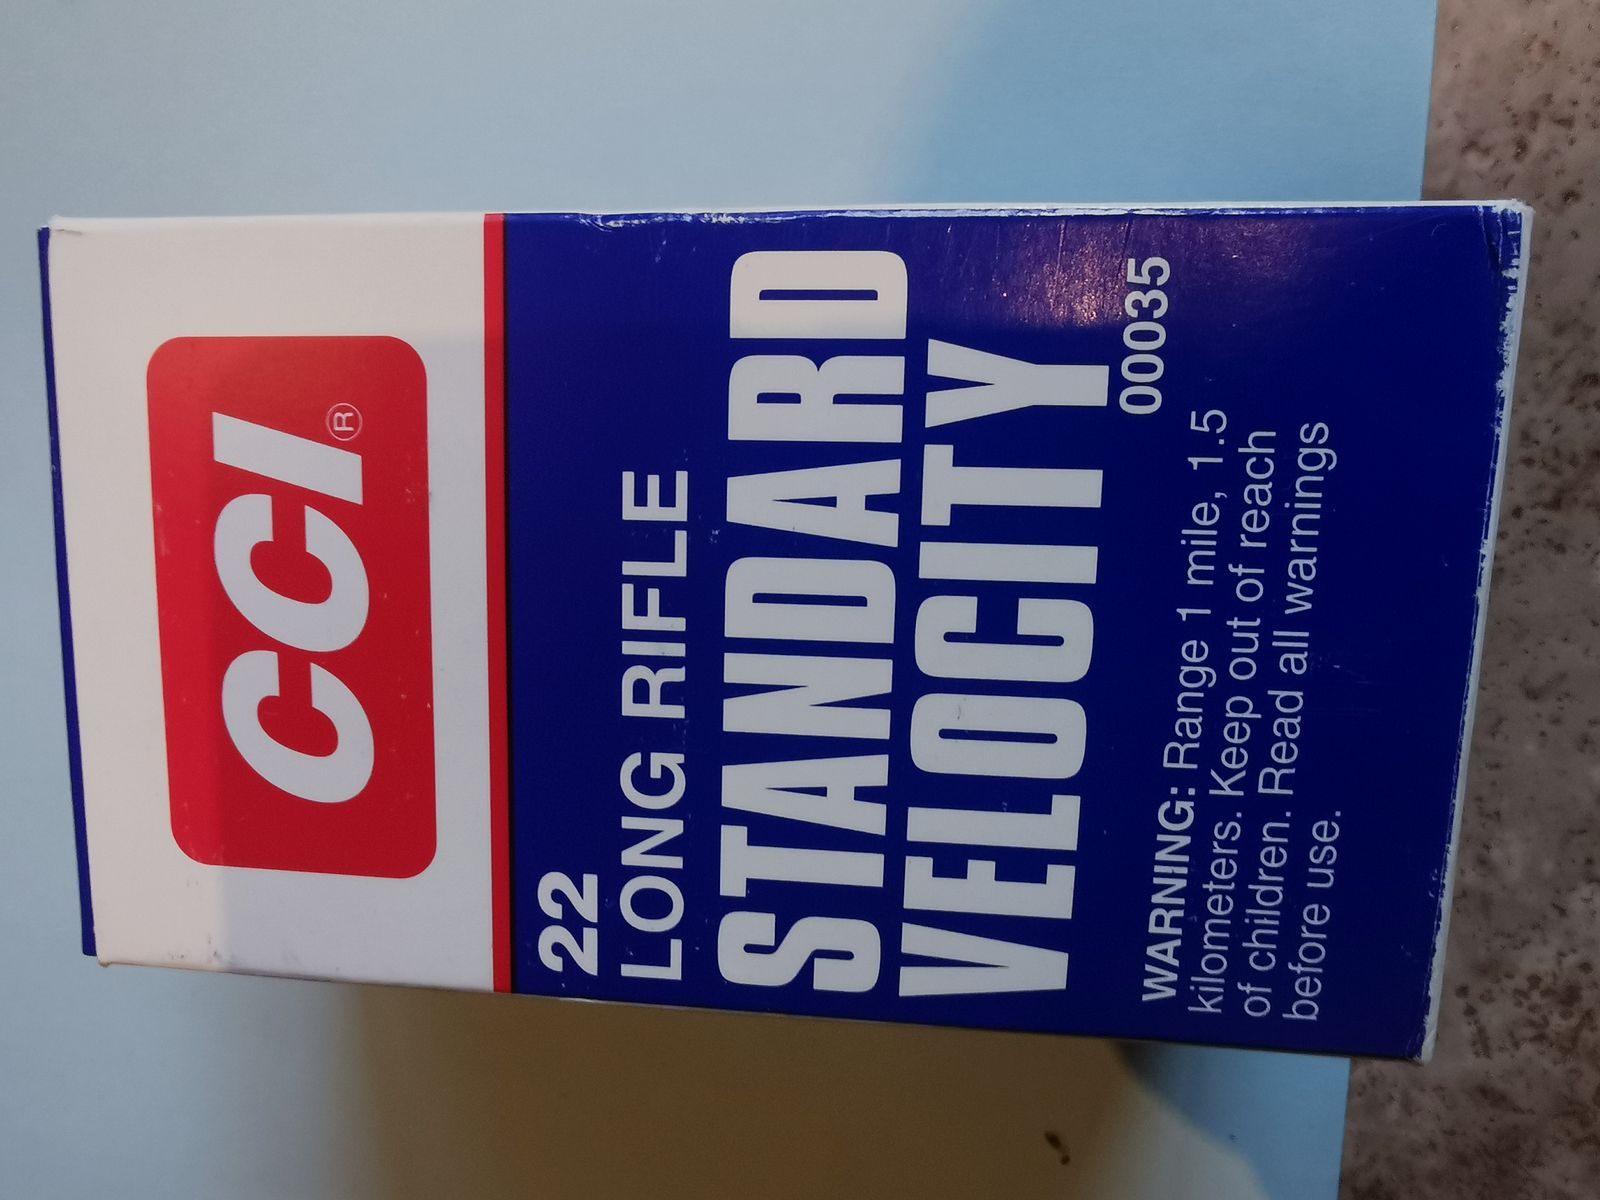 CCI®
22
LONG RIFLE
STANDARD
VELOCITY
00035
WARNING: Range 1 mile, 1.5
kilometers. Keep out of reach
of children. Read all warnings
before use.